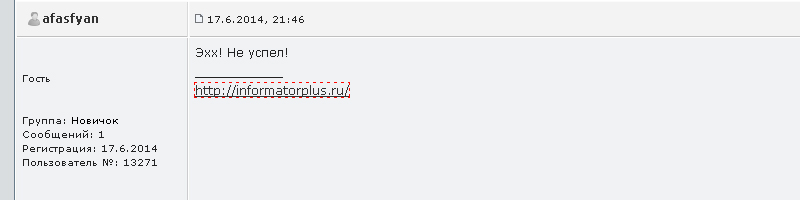 afasfyan
17.6.2014, 21:46
Эхх! Не успел!
Гость
http://informatorplus.ru/
Группа: Новичок
Сообщений: 1
Регистрация: 17.6.2014
Пользователь №: 13271